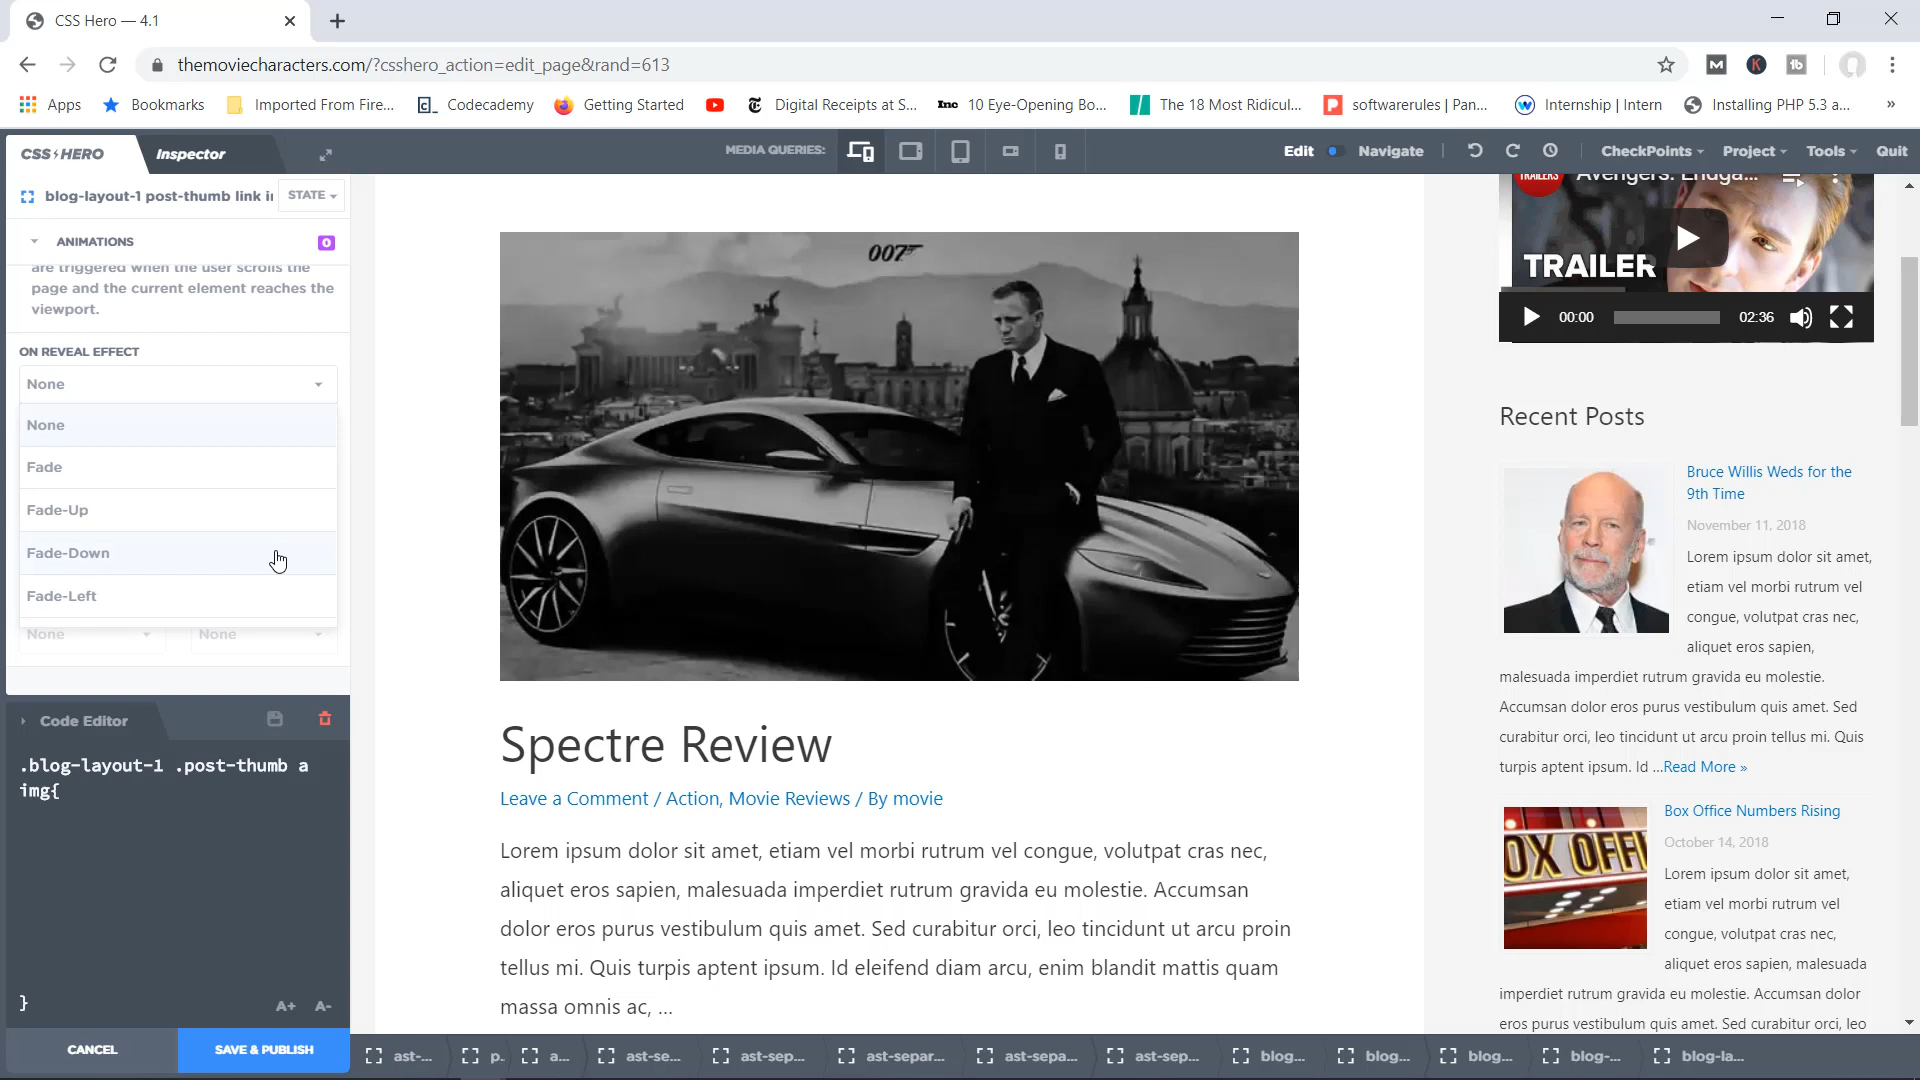 CSS Hero — 4.1
themoviecharacters.com/?csshero_action=edit_page&rand=613
Apps
Bookmarks
Imported From Fire...
Codecademy
Getting Started
Digital Receipts at S...
Inc 10 Eye-Opening Bo...
The 18 Most Ridicul...
softwarerules | Pan...
Internship | Intern
Installing PHP 5.3 a...
»
CSS HERO
Inspector
MEDIA QUERIES:
Edit
Navigate
CheckPoints
Project
Tools
Quit
blog-layout-1 post-thumb link i
STATE
ANIMATIONS
0
are triggered when the user scrolls the
page and the current element reaches the
viewport.
ON REVEAL EFFECT
None
None
Fade
Fade-Up
Fade-Down
Fade-Left
None
None
Code Editor
.blog-layout-1 .post-thumb a
img{
}
A+ A-
CANCEL
SAVE & PUBLISH
007
Spectre Review
Leave a Comment / Action, Movie Reviews / By movie
Lorem ipsum dolor sit amet, etiam vel morbi rutrum vel congue, volutpat cras nec,
aliquet eros sapien, malesuada imperdiet rutrum gravida eu molestie. Accumsan
dolor eros purus vestibulum quis amet. Sed curabitur orci, leo tincidunt ut arcu proin
tellus mi. Quis turpis aptent ipsum. Id eleifend diam arcu, enim blandit mattis quam
massa omnis ac, ...
TRAILERS
Avengers: Endga...
TRAILER
00:00
02:36
Recent Posts
Bruce Willis Weds for the
9th Time
November 11, 2018
Lorem ipsum dolor sit amet,
etiam vel morbi rutrum vel
congue, volutpat cras nec,
aliquet eros sapien,
malesuada imperdiet rutrum gravida eu molestie.
Accumsan dolor eros purus vestibulum quis amet. Sed
curabitur orci, leo tincidunt ut arcu proin tellus mi. Quis
turpis aptent ipsum. Id ...Read More »
OX OFFI
Box Office Numbers Rising
October 14, 2018
Lorem ipsum dolor sit amet,
etiam vel morbi rutrum vel
congue, volutpat cras nec,
aliquet eros sapien, malesuada
imperdiet rutrum gravida eu molestie. Accumsan dolor
eros purus vestibulum quis amet. Sed curabitur orci, leo
ast-...
p.
a...
ast-se...
ast-sep...
ast-separ...
ast-sepa...
ast-sep...
blog...
blog...
blog...
blog-...
blog-la...